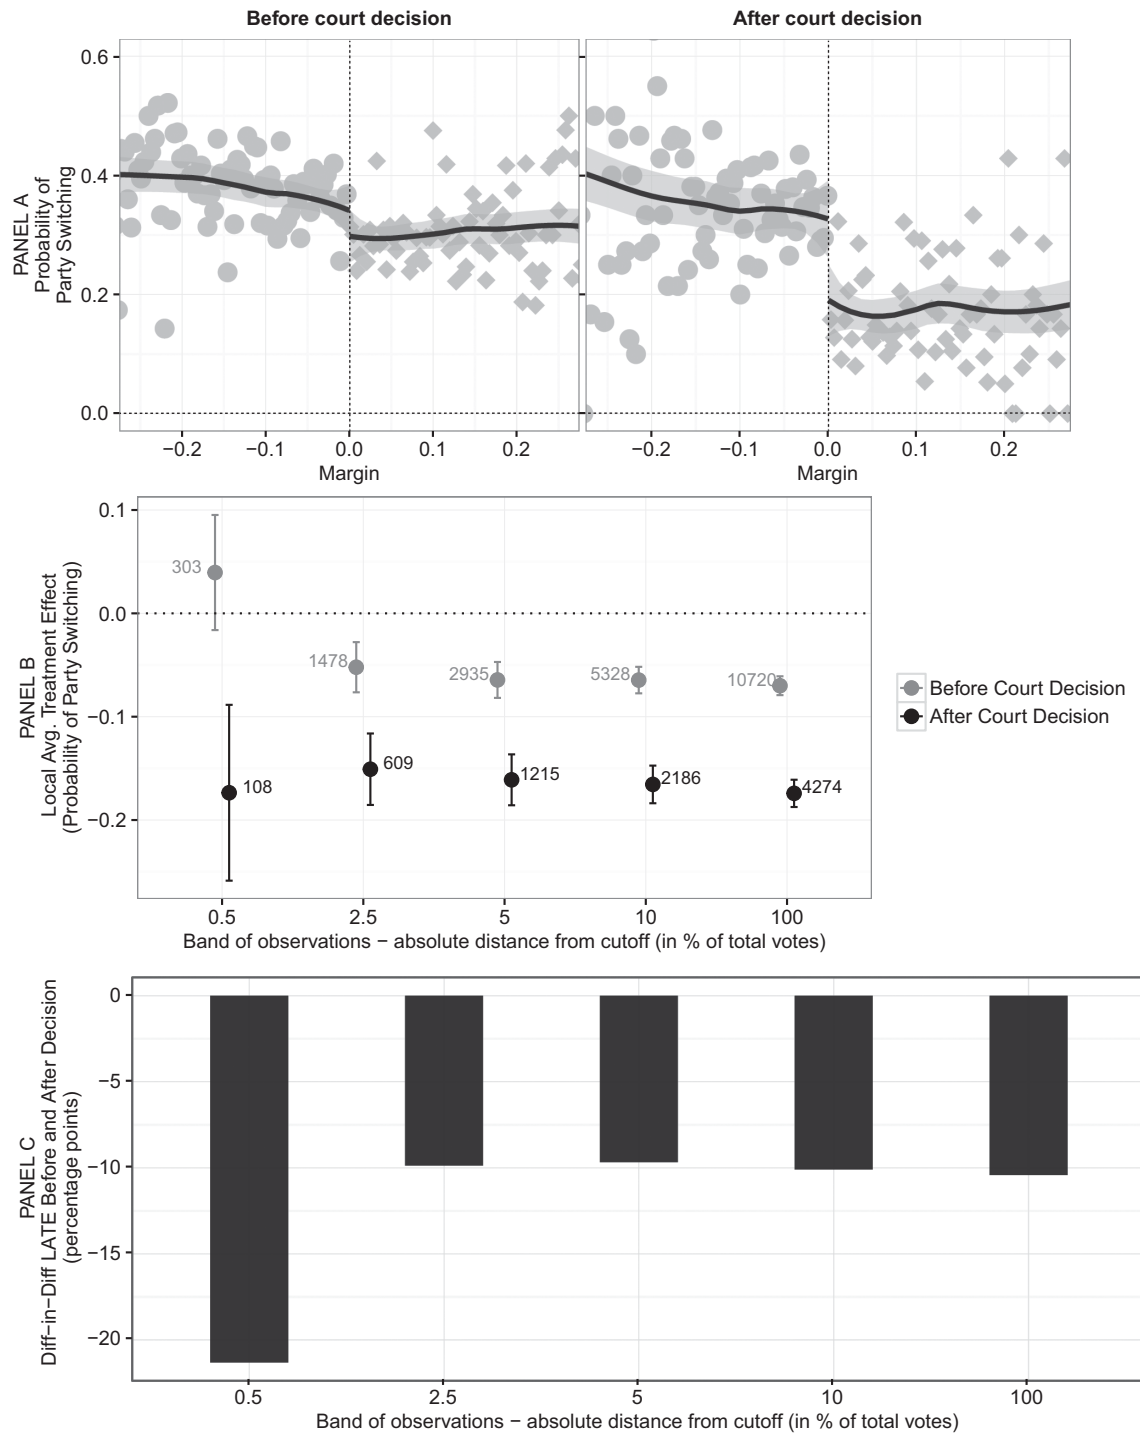 Before court decision
After court decision
PANEL A
Probability of
Party Switching
0.6
0.4
0.2
0.0
−0.2 −0.1 0.0 0.1 0.2
−0.2 −0.1 0.0 0.1 0.2
Margin
Margin
PANEL B
Local Avg. Treatment Effect
(Probability of Party Switching)
0.1
0.0
−0.1
−0.2
303
1478
2935
5328
10720
108
609
1215
2186
4274
0.5 2.5 5 10 100
Band of observations − absolute distance from cutoff (in % of total votes)
Before Court Decision
After Court Decision
PANEL C
Diff−in−Diff LATE Before and After Decision
(percentage points)
0
−5
−10
−15
−20
0.5 2.5 5 10 100
Band of observations − absolute distance from cutoff (in % of total votes)